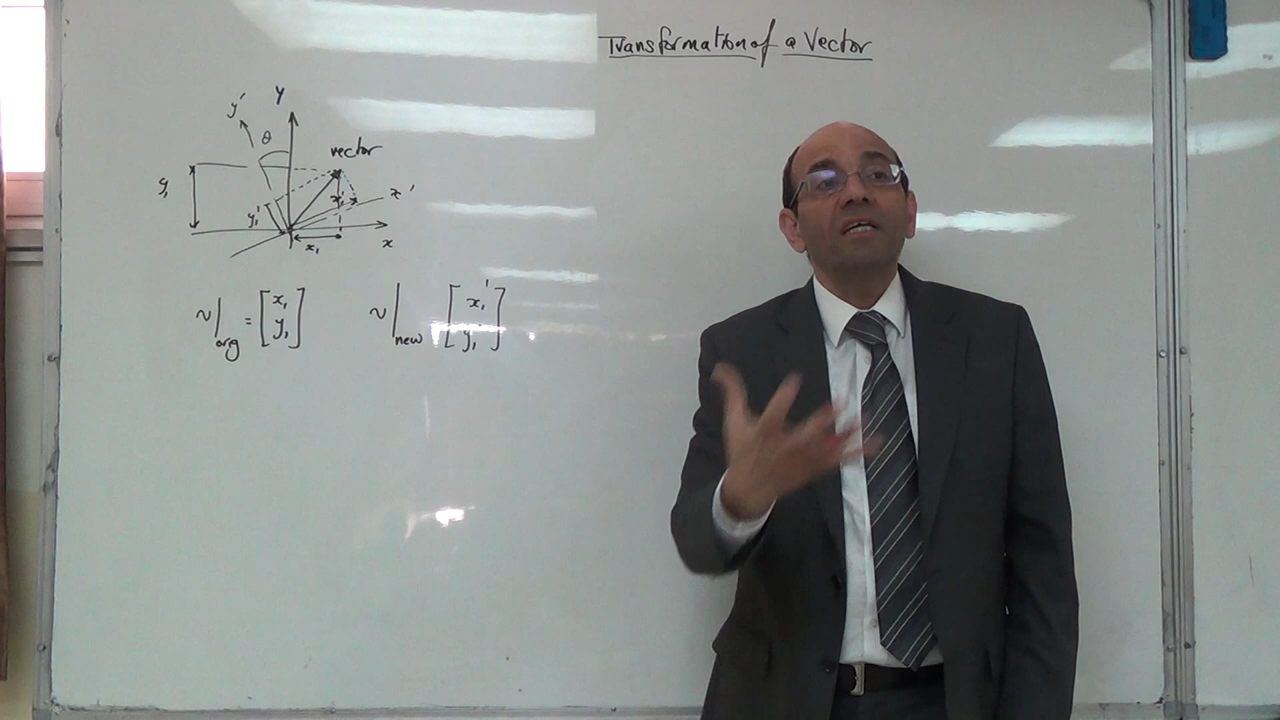 Transformation of a Vector
y
y'
θ
vector
y₁
x'
y₁'
x₁'
x
x₁
v|org = [x₁ y₁]
v|new [x₁' y₁]